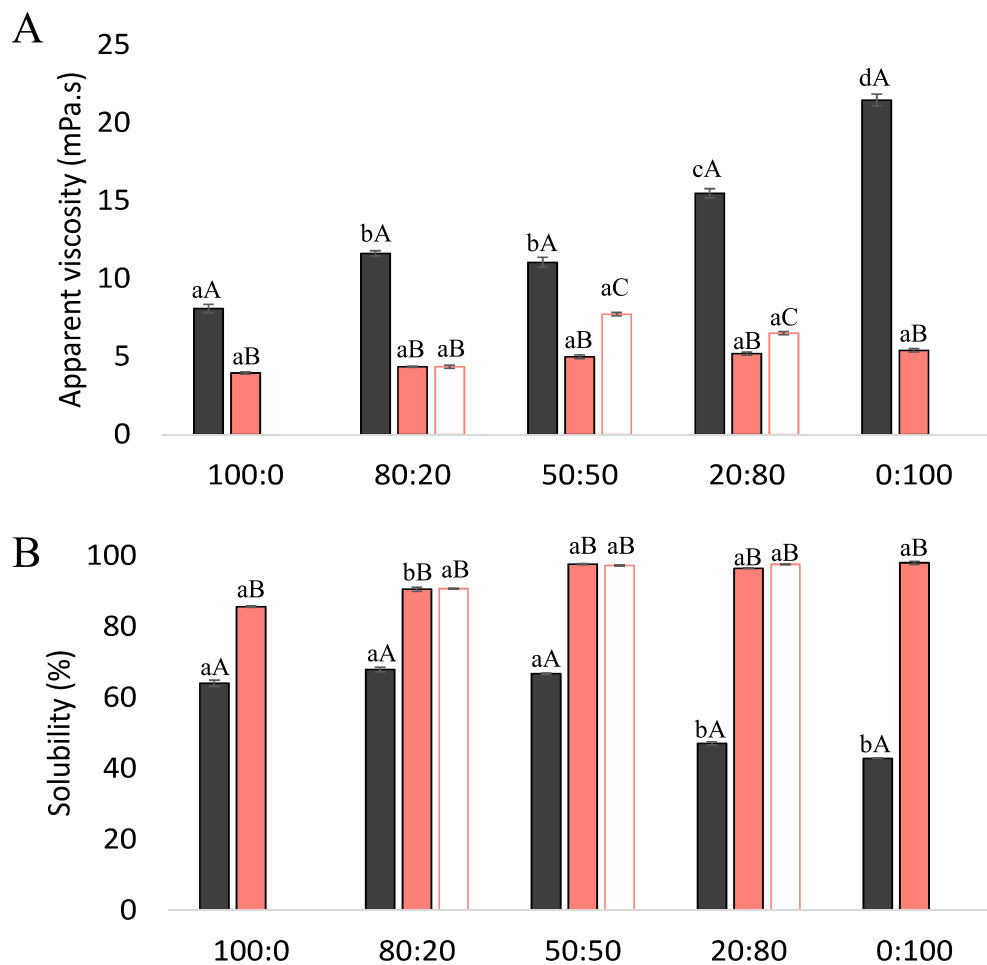 A
Apparent viscosity (mPa.s)
25
20
15
10
5
0
aA
aB
bA
aB
aB
bA
aB
aC
cA
aB
aC
dA
aB
100:0
80:20
50:50
20:80
0:100
B
Solubility (%)
100
80
60
40
20
0
aA
aB
aA
bB
aB
aA
aB
aB
bA
aB
aB
bA
aB
100:0
80:20
50:50
20:80
0:100